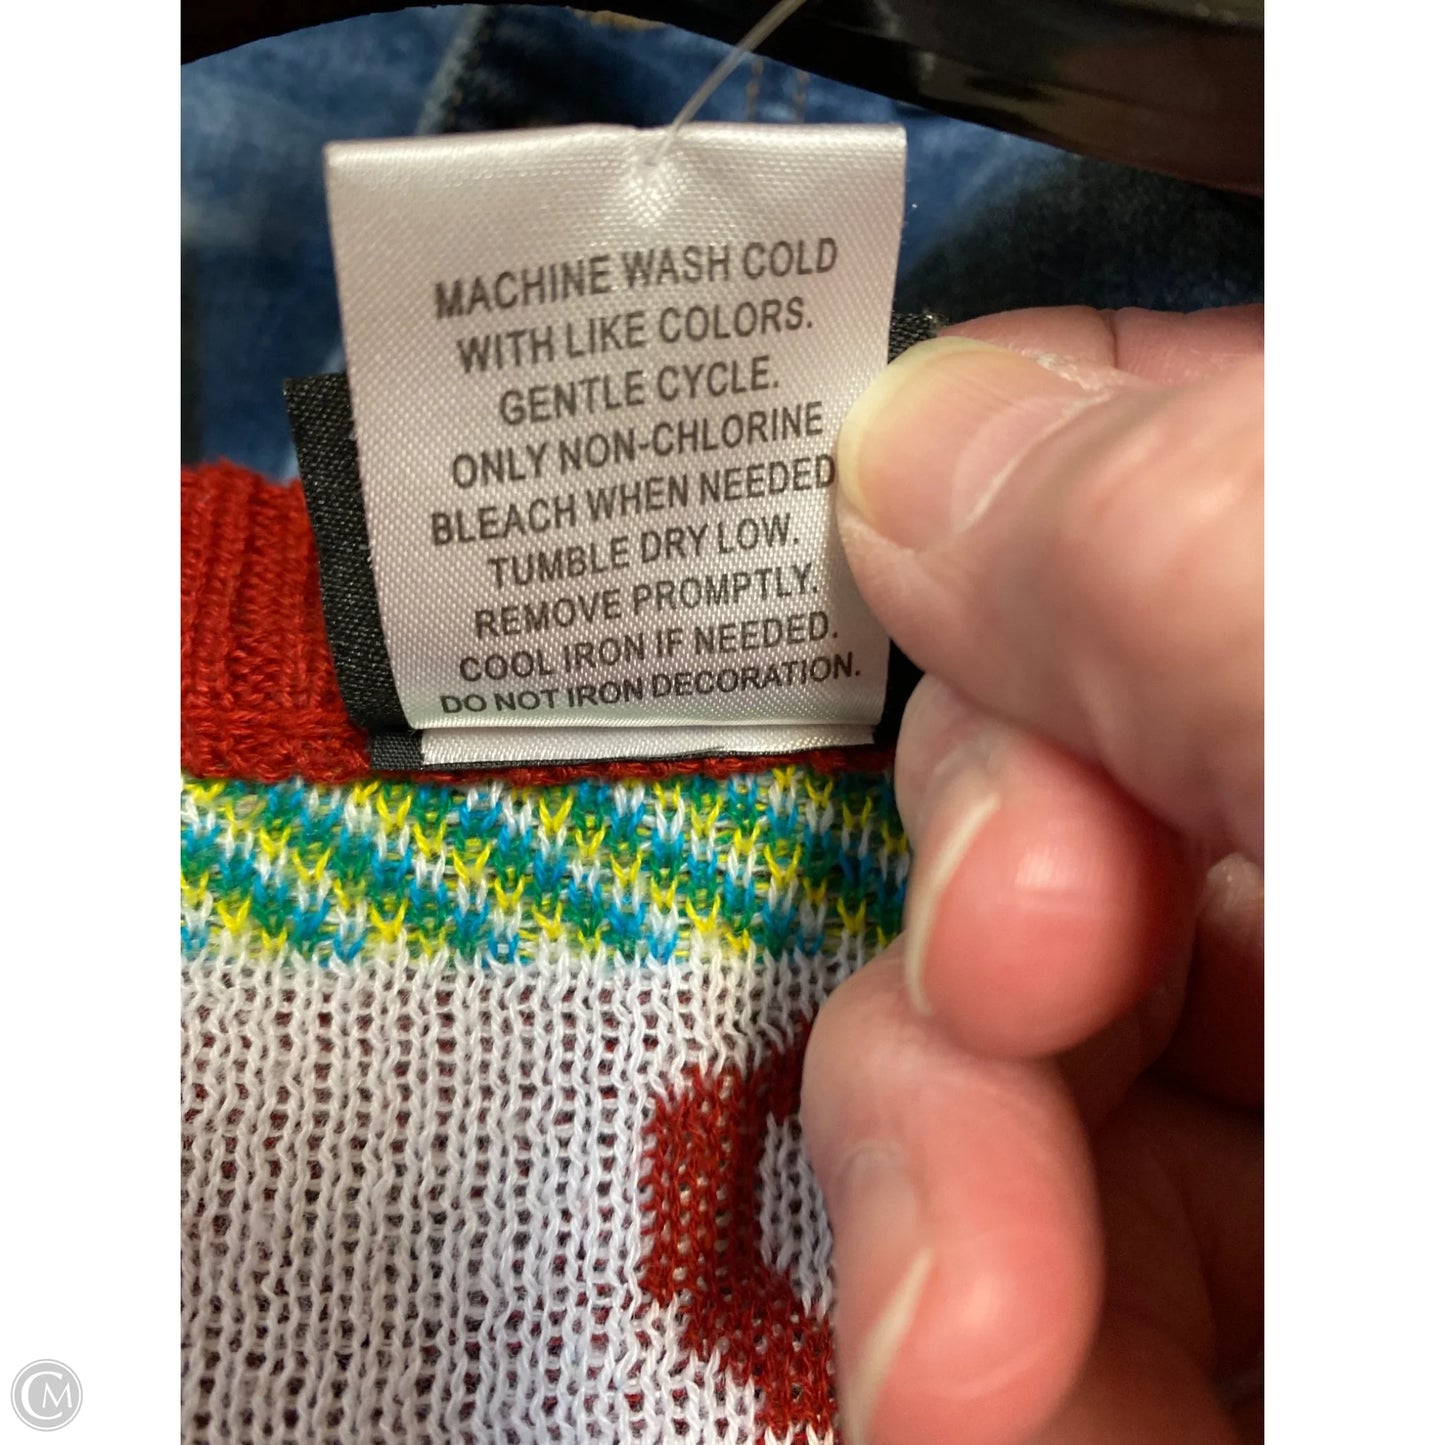 MACHINE WASH COLD
WITH LIKE COLORS.
GENTLE CYCLE.
ONLY NON-CHLORINE
BLEACH WHEN NEEDED
TUMBLE DRY LOW.
REMOVE PROMPTLY.
COOL IRON IF NEEDED.
DO NOT IRON DECORATION.
CM